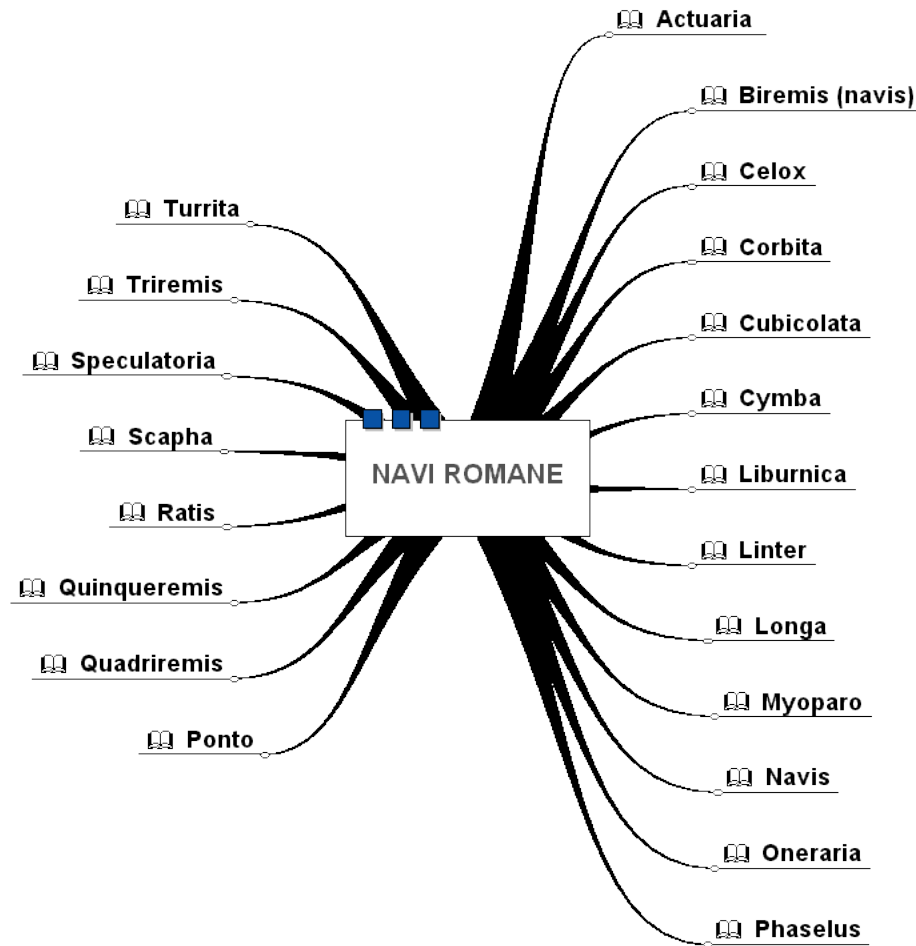 Actuaria
Biremis (navis)
Celox
Corbita
Cubicolata
Cymba
Liburnica
Linter
Longa
Myoparo
Navis
Oneraria
Phaselus
NAVI ROMANE
Turrita
Triremis
Speculatoria
Scapha
Ratis
Quinqueremis
Quadriremis
Ponto